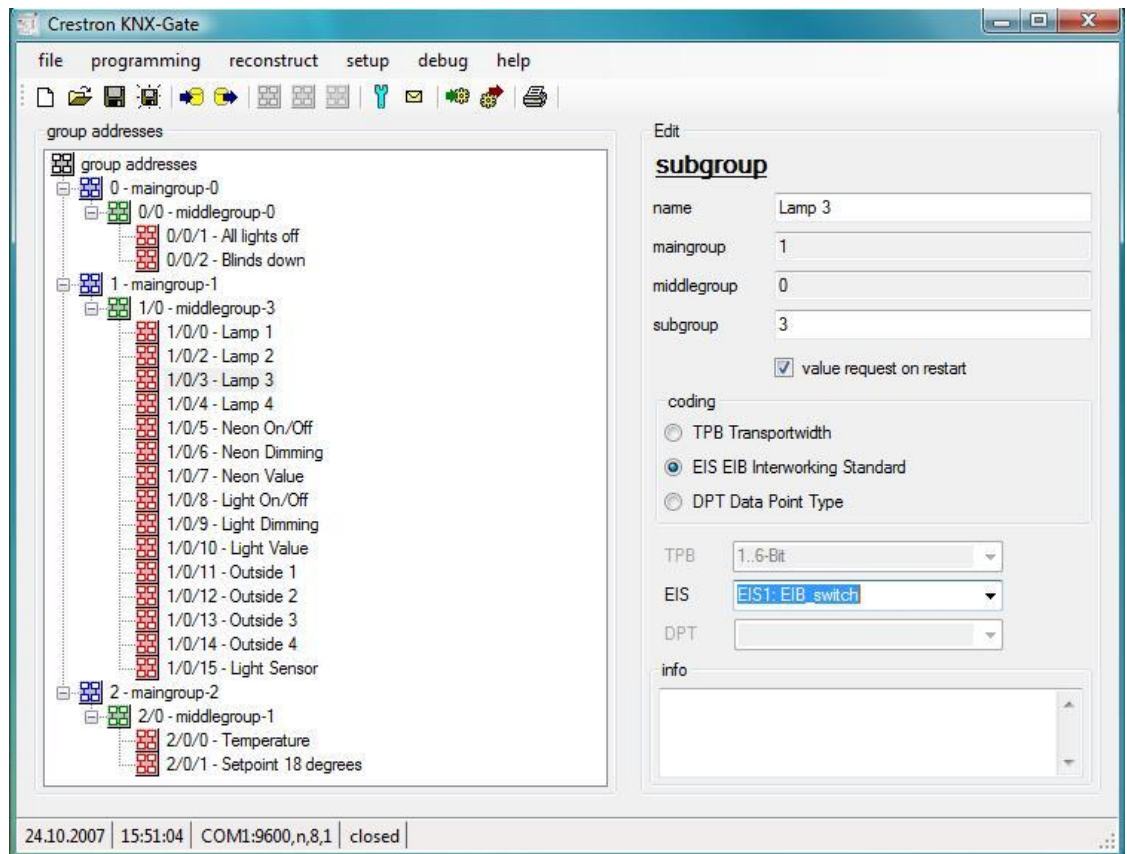 Crestron KNX-Gate
file programming reconstruct setup debug help
group addresses
group addresses
0 - maingroup-0
0/0 - middlegroup-0
0/0/1 - All lights off
0/0/2 - Blinds down
1 - maingroup-1
1/0 - middlegroup-3
1/0/0 - Lamp 1
1/0/2 - Lamp 2
1/0/3 - Lamp 3
1/0/4 - Lamp 4
1/0/5 - Neon On/Off
1/0/6 - Neon Dimming
1/0/7 - Neon Value
1/0/8 - Light On/Off
1/0/9 - Light Dimming
1/0/10 - Light Value
1/0/11 - Outside 1
1/0/12 - Outside 2
1/0/13 - Outside 3
1/0/14 - Outside 4
1/0/15 - Light Sensor
2 - maingroup-2
2/0 - middlegroup-1
2/0/0 - Temperature
2/0/1 - Setpoint 18 degrees
Edit
subgroup
name Lamp 3
maingroup 1
middlegroup 0
subgroup 3
value request on restart
coding
TPB Transportwidth
EIS EIB Interworking Standard
DPT Data Point Type
TPB 1..6-Bit
EIS EIS1: EIB_switch
DPT
info
24.10.2007 15:51:04 COM1:9600,n,8,1 closed